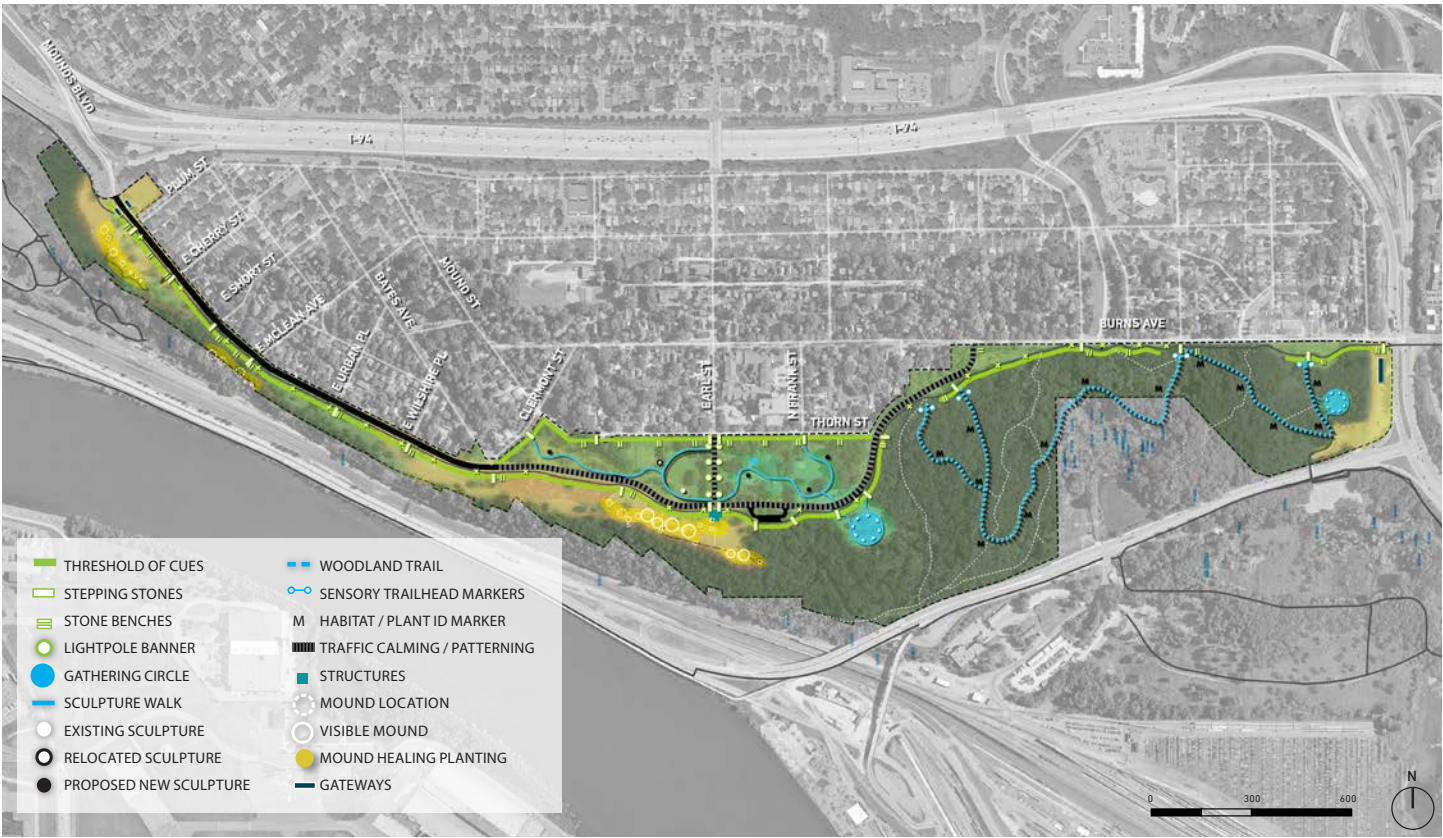 MOUNDS BLVD
I-94
I-94
PLUM ST
E CHERRY ST
E SHORT ST
E MCLEAN AVE
BATES AVE
MOUND ST
E URBAN PL
E WILSHIRE PL
CLERMONT ST
EARL ST
N FRANK ST
THORN ST
BURNS AVE
M
M
M
M
M
M
M
M
M
M
M
M
THRESHOLD OF CUES
STEPPING STONES
STONE BENCHES
LIGHTPOLE BANNER
GATHERING CIRCLE
SCULPTURE WALK
EXISTING SCULPTURE
RELOCATED SCULPTURE
PROPOSED NEW SCULPTURE
WOODLAND TRAIL
SENSORY TRAILHEAD MARKERS
M HABITAT / PLANT ID MARKER
TRAFFIC CALMING / PATTERNING
STRUCTURES
MOUND LOCATION
VISIBLE MOUND
MOUND HEALING PLANTING
GATEWAYS
0 300 600
N